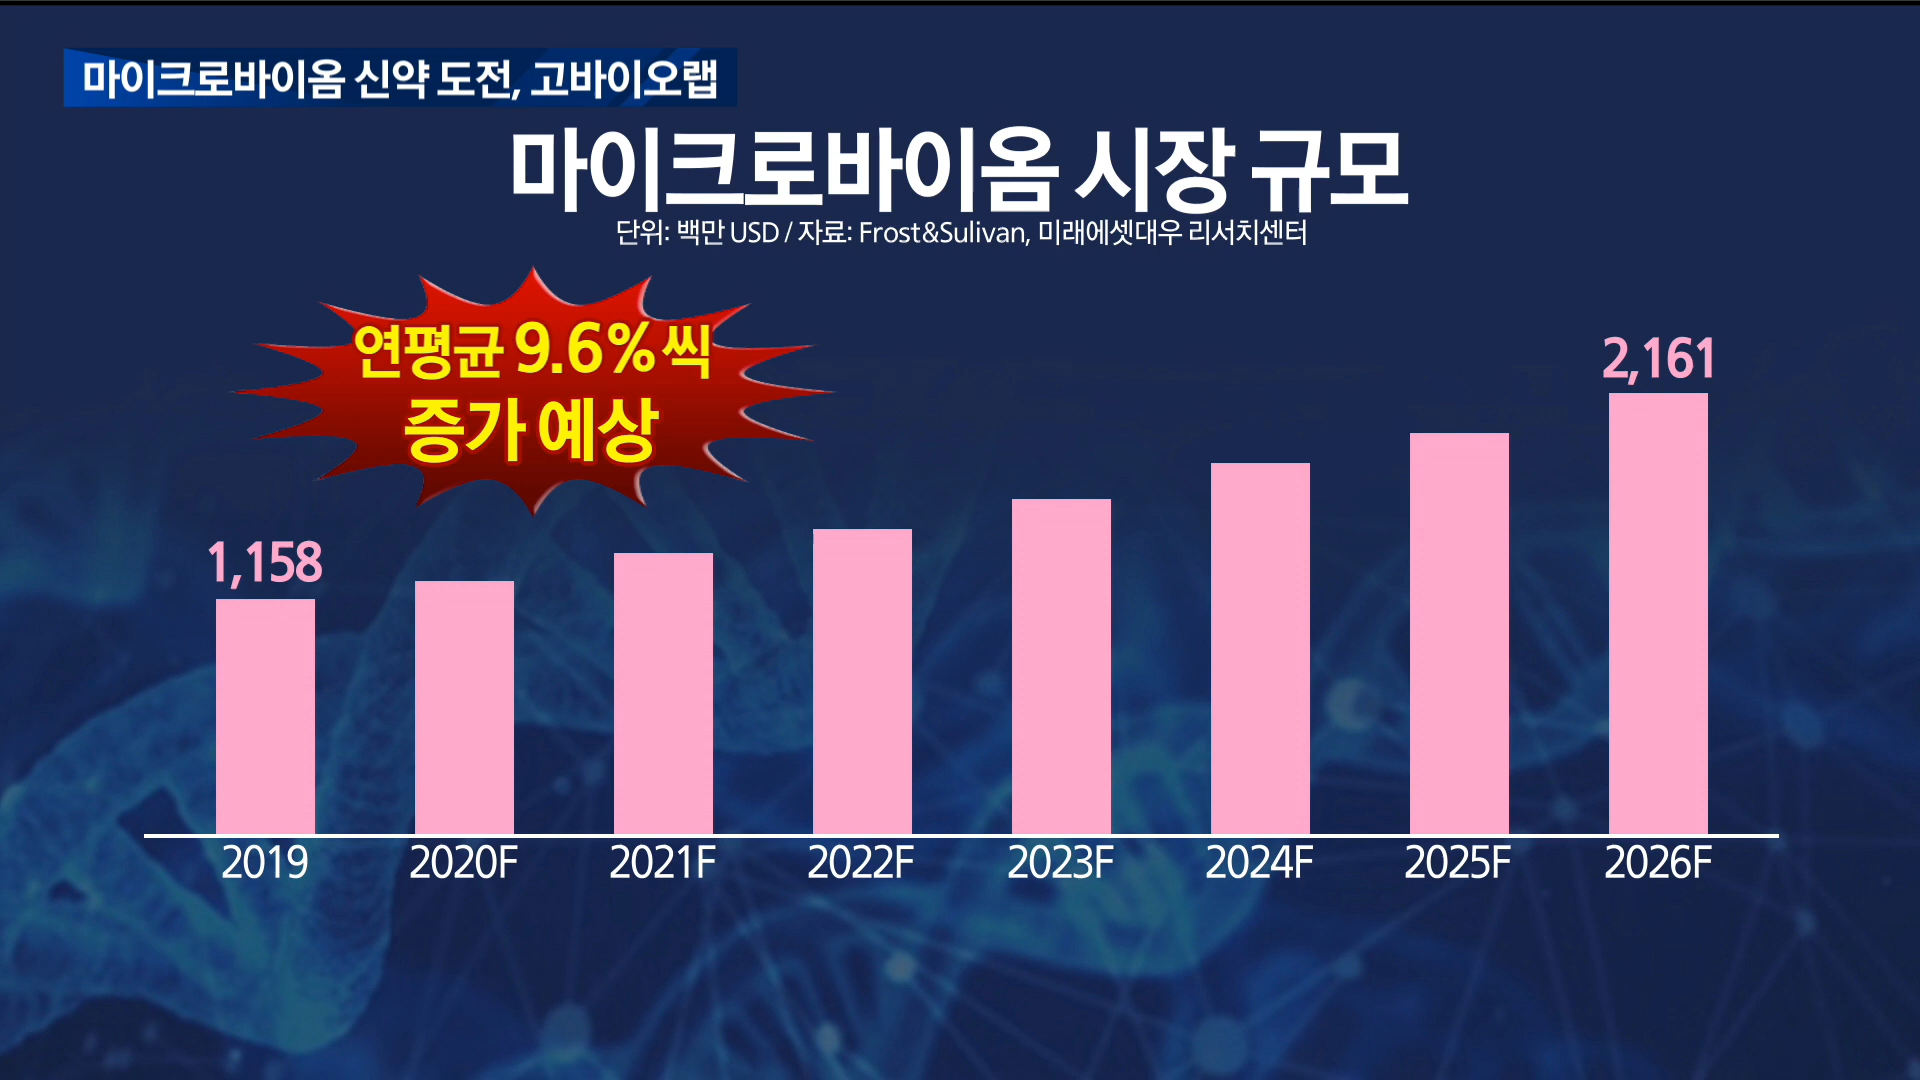 마이크로바이옴 신약 도전, 고바이오랩
마이크로바이옴 시장 규모
단위: 백만 USD / 자료: Frost&Sulivan, 미래에셋대우 리서치센터
연평균 9.6%씩
증가 예상
1,158
2,161
2019 2020F 2021F 2022F 2023F 2024F 2025F 2026F